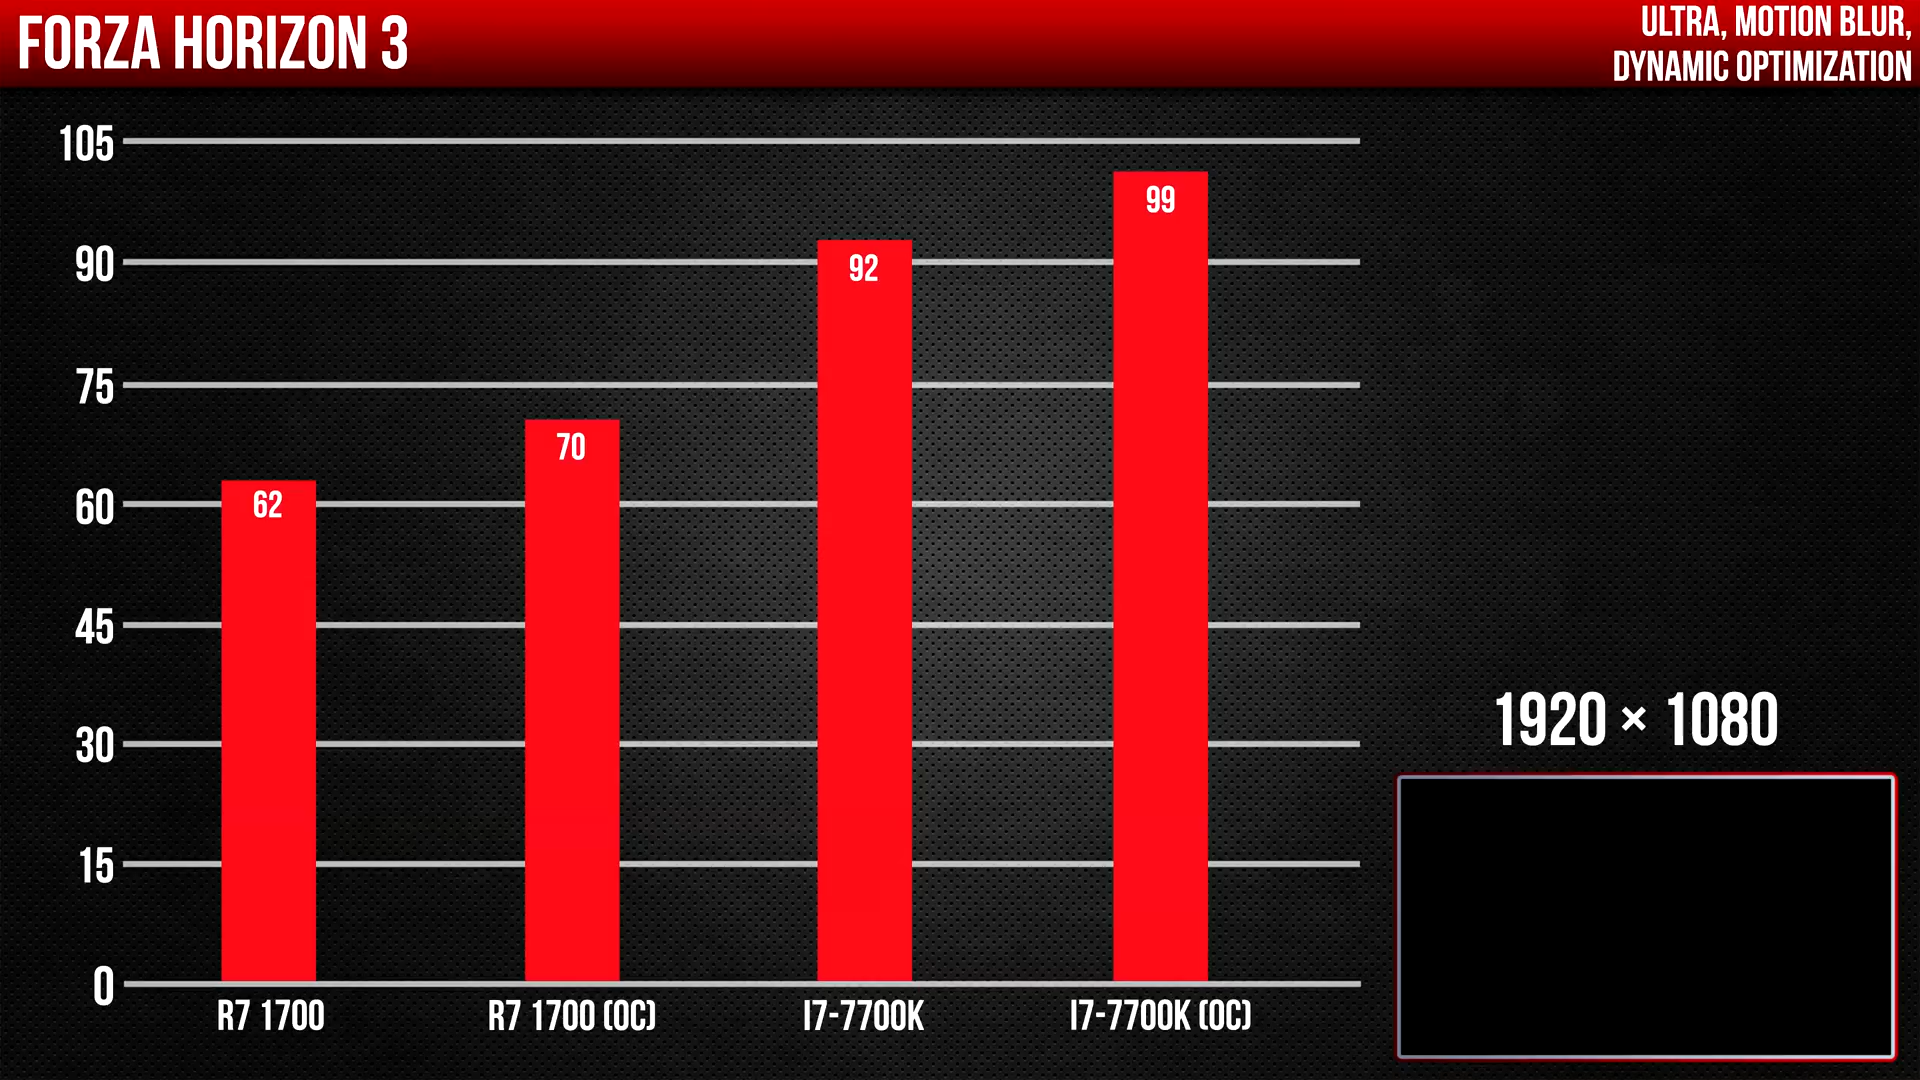 FORZA HORIZON 3
ULTRA, MOTION BLUR,
DYNAMIC OPTIMIZATION
105
90
75
60
45
30
15
0
62
70
92
99
R7 1700
R7 1700 (OC)
I7-7700K
I7-7700K (OC)
1920 × 1080